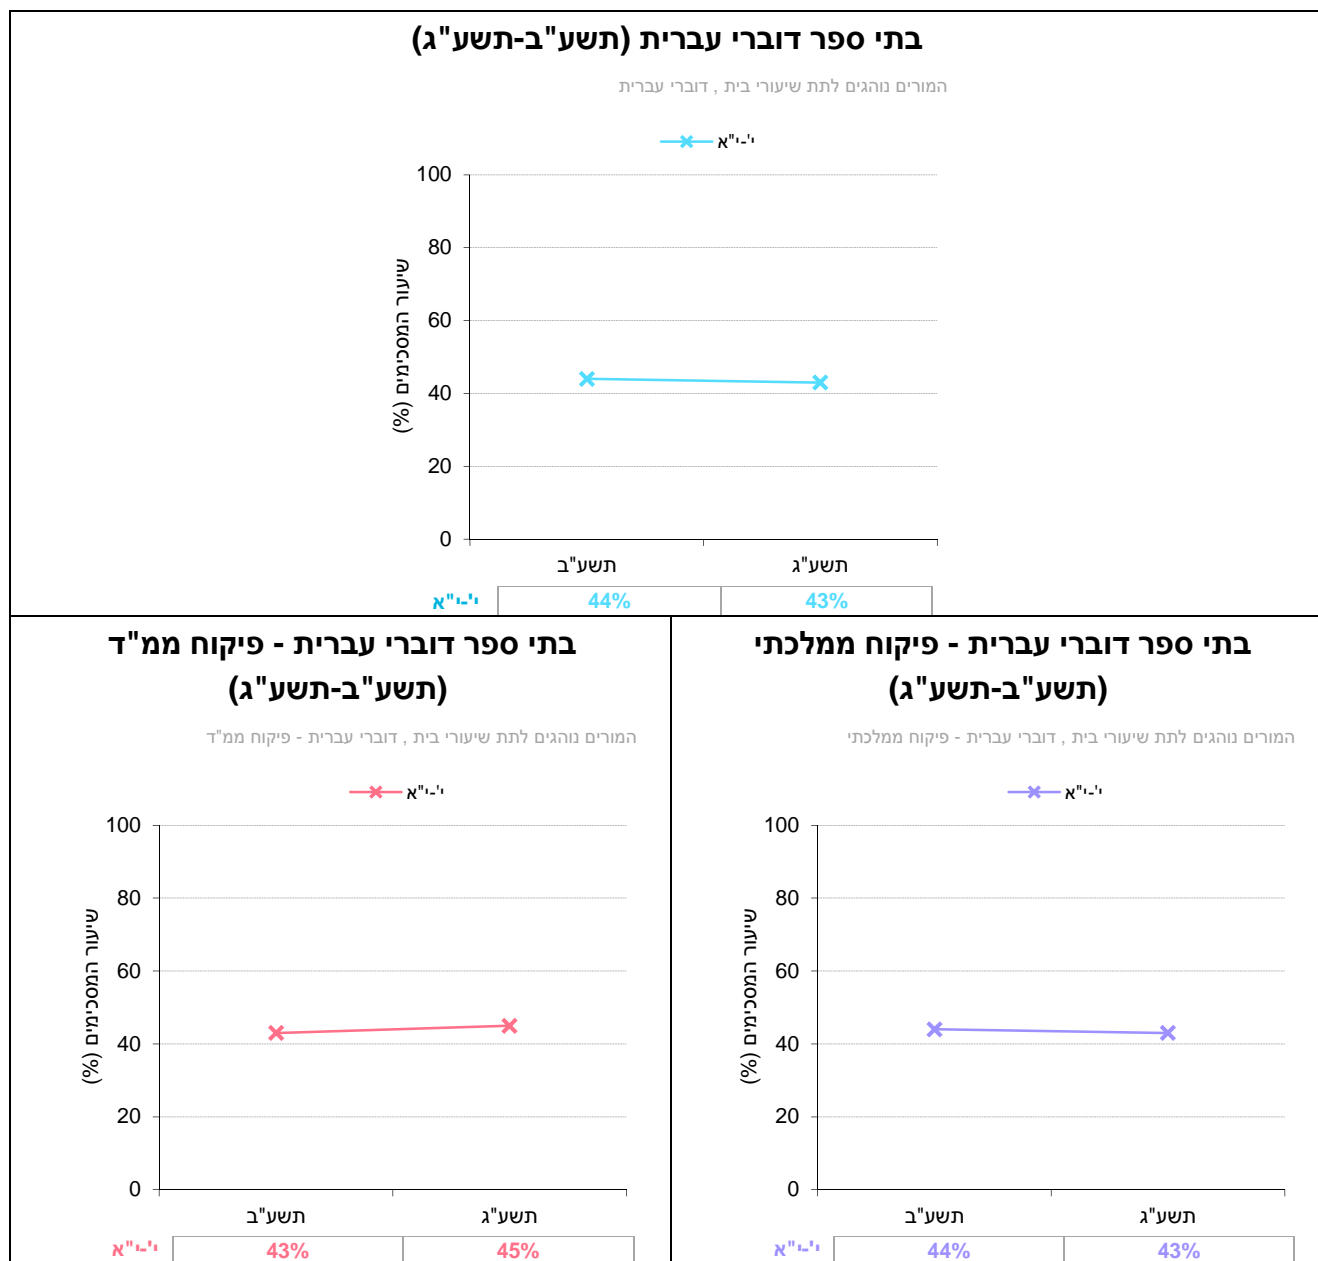 בתי ספר דוברי עברית (תשע"ב-תשע"ג)
המורים נוהגים לתת שיעורי בית , דוברי עברית
י'-י"א
שיעור המסכימים (%)
100
80
60
40
20
0
תשע"ב תשע"ג
י'-י"א 44% 43%
בתי ספר דוברי עברית - פיקוח ממלכתי
(תשע"ב-תשע"ג)
המורים נוהגים לתת שיעורי בית , דוברי עברית - פיקוח ממלכתי
י'-י"א
שיעור המסכימים (%)
100
80
60
40
20
0
תשע"ב תשע"ג
י'-י"א 44% 43%
בתי ספר דוברי עברית - פיקוח ממ"ד
(תשע"ב-תשע"ג)
המורים נוהגים לתת שיעורי בית , דוברי עברית - פיקוח ממ"ד
י'-י"א
שיעור המסכימים (%)
100
80
60
40
20
0
תשע"ב תשע"ג
י'-י"א 43% 45%